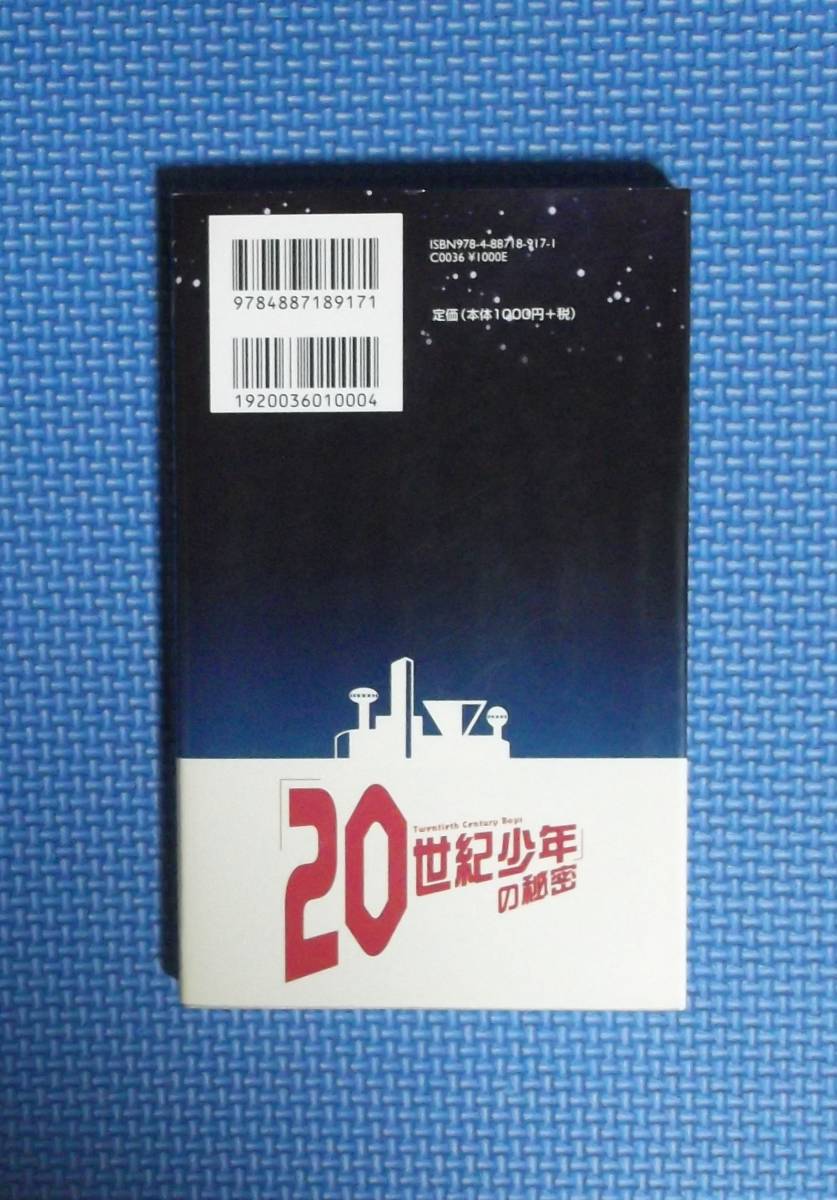 ISBN978-4-88718-917-1
C0036 ¥1000E
9784887189171
定価(本体1000円+税)
1920036010004
Twentieth Century Boys
「20世紀少年」
の秘密